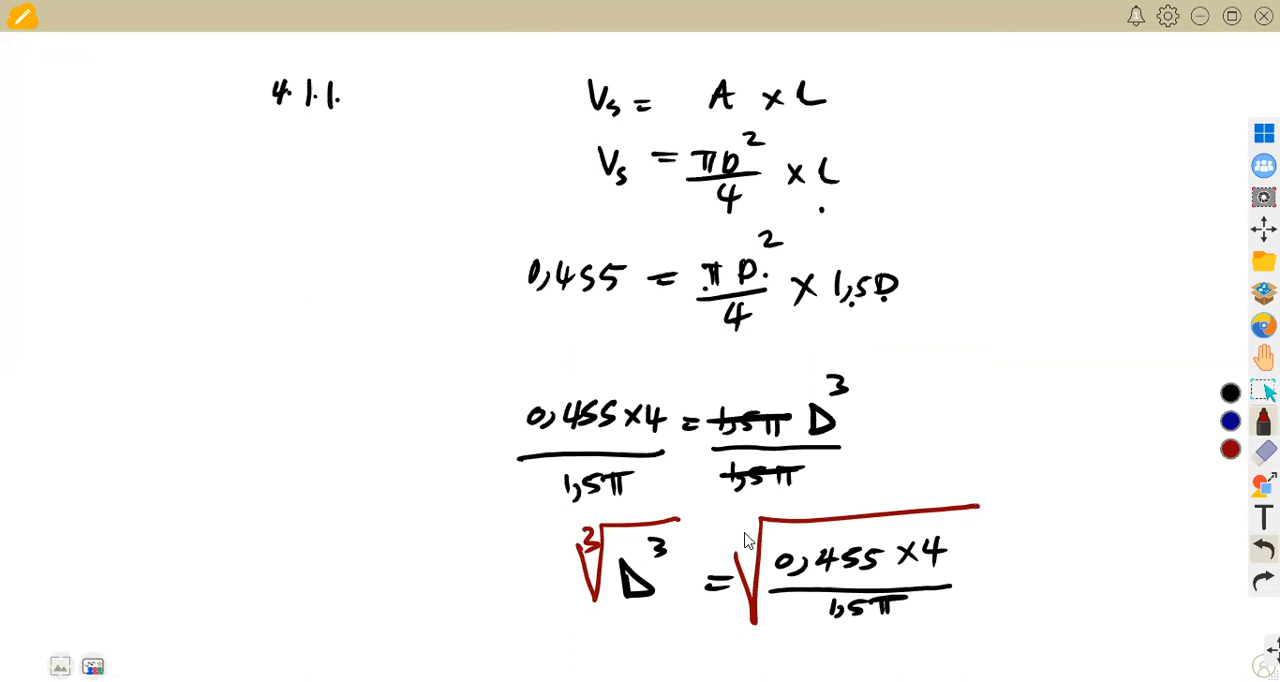 4.1.1.
Vs = A × L
Vs = πD²/4 × L
0,455 = πD²/4 × 1,5D
0,455×4/1,5π = 1,5π D³/1,5π
³√D³ = √0,455×4/1,5π
T